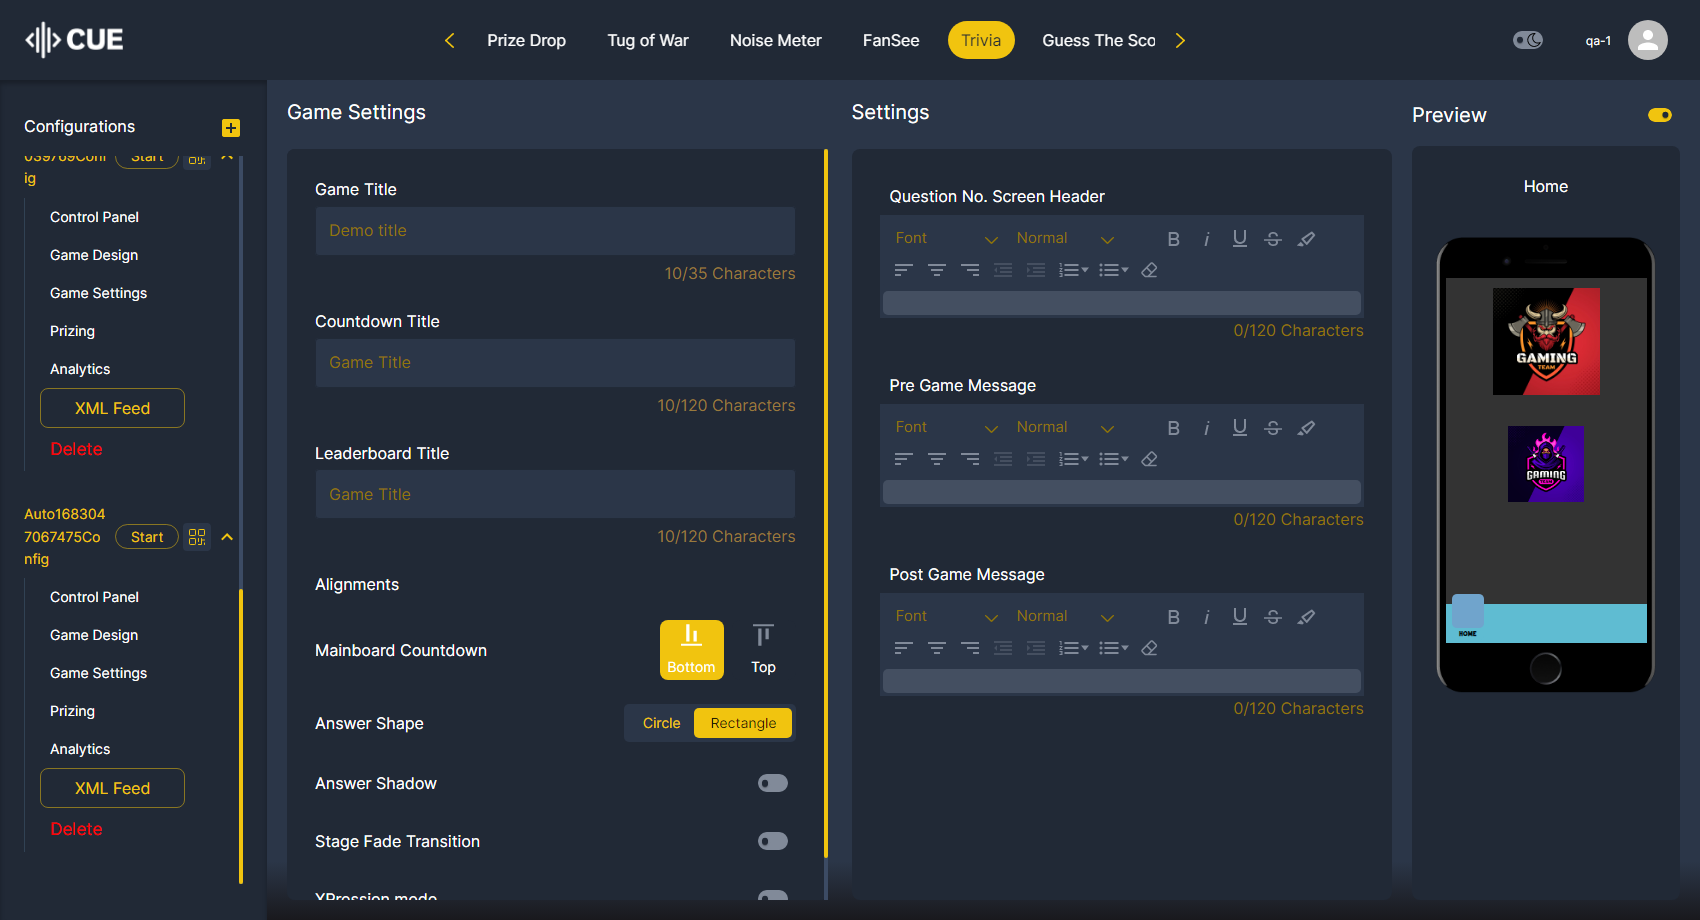 CUE
Prize Drop
Tug of War
Noise Meter
FanSee
Trivia
Guess The Sco
qa-1
Configurations
039769Conf
ig
Start
Control Panel
Game Design
Game Settings
Prizing
Analytics
XML Feed
Delete
Auto168304
7067475Co
nfig
Start
Control Panel
Game Design
Game Settings
Prizing
Analytics
XML Feed
Delete
Game Settings
Game Title
Demo title
10/35 Characters
Countdown Title
Game Title
10/120 Characters
Leaderboard Title
Game Title
10/120 Characters
Alignments
Mainboard Countdown
Bottom
Top
Answer Shape
Circle
Rectangle
Answer Shadow
Stage Fade Transition
XPression mode
Settings
Question No. Screen Header
Font
Normal
0/120 Characters
Pre Game Message
Font
Normal
0/120 Characters
Post Game Message
Font
Normal
0/120 Characters
Preview
Home
GAMING
TEAM
GAMING
TEAM
HOME